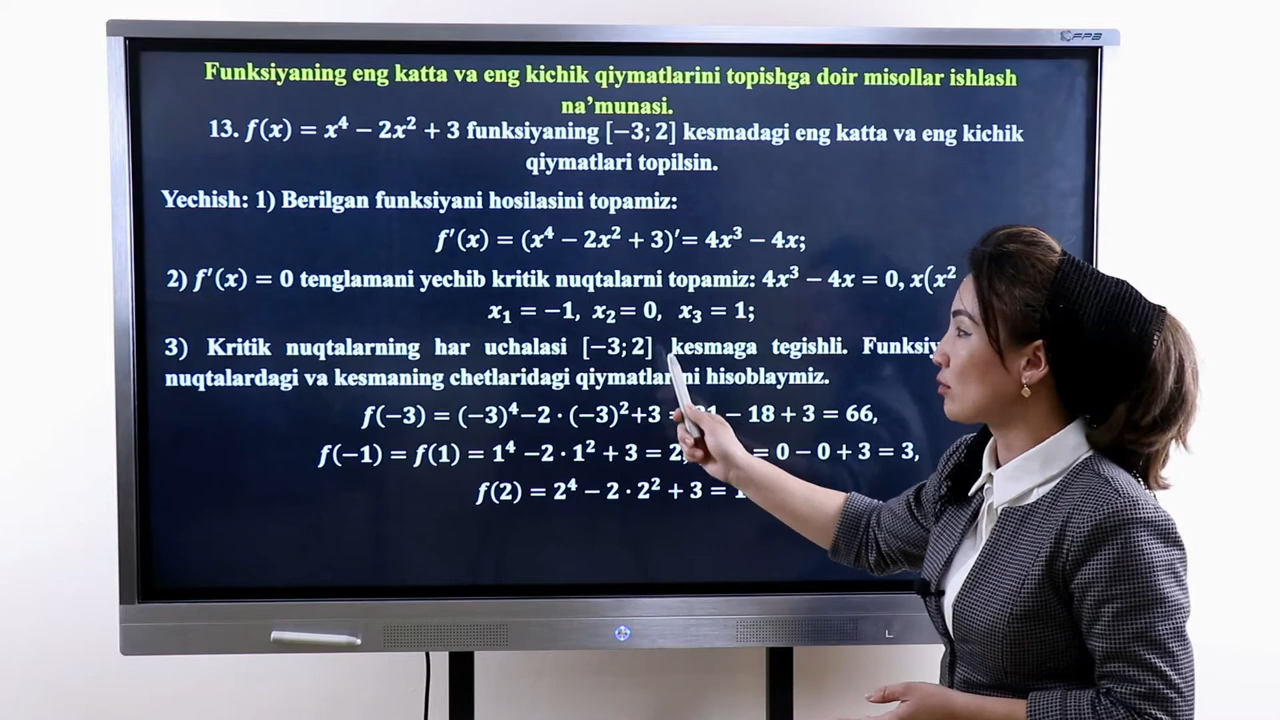 FPB
Funksiyaning eng katta va eng kichik qiymatlarini topishga doir misollar ishlash
na’munasi.
13. f(x) = x⁴ − 2x² + 3 funksiyaning [−3; 2] kesmadagi eng katta va eng kichik
qiymatlari topilsin.
Yechish: 1) Berilgan funksiyani hosilasini topamiz:
f′(x) = (x⁴ − 2x² + 3)′= 4x³ − 4x;
2) f′(x) = 0 tenglamani yechib kritik nuqtalarni topamiz: 4x³ − 4x = 0, x(x²
x₁ = −1, x₂= 0, x₃ = 1;
3) Kritik nuqtalarning har uchalasi [−3; 2] kesmaga tegishli.
nuqtalardagi va kesmaning chetlaridagi qiymatlarini hisoblaymiz.
f(−3) = (−3)⁴−2 · (−3)²+3 = − 18 + 3 = 66,
f(−1) = f(1) = 1⁴ −2 · 1² + 3 = 2, = 0 − 0 + 3 = 3,
f(2) = 2⁴ − 2 · 2² + 3 =